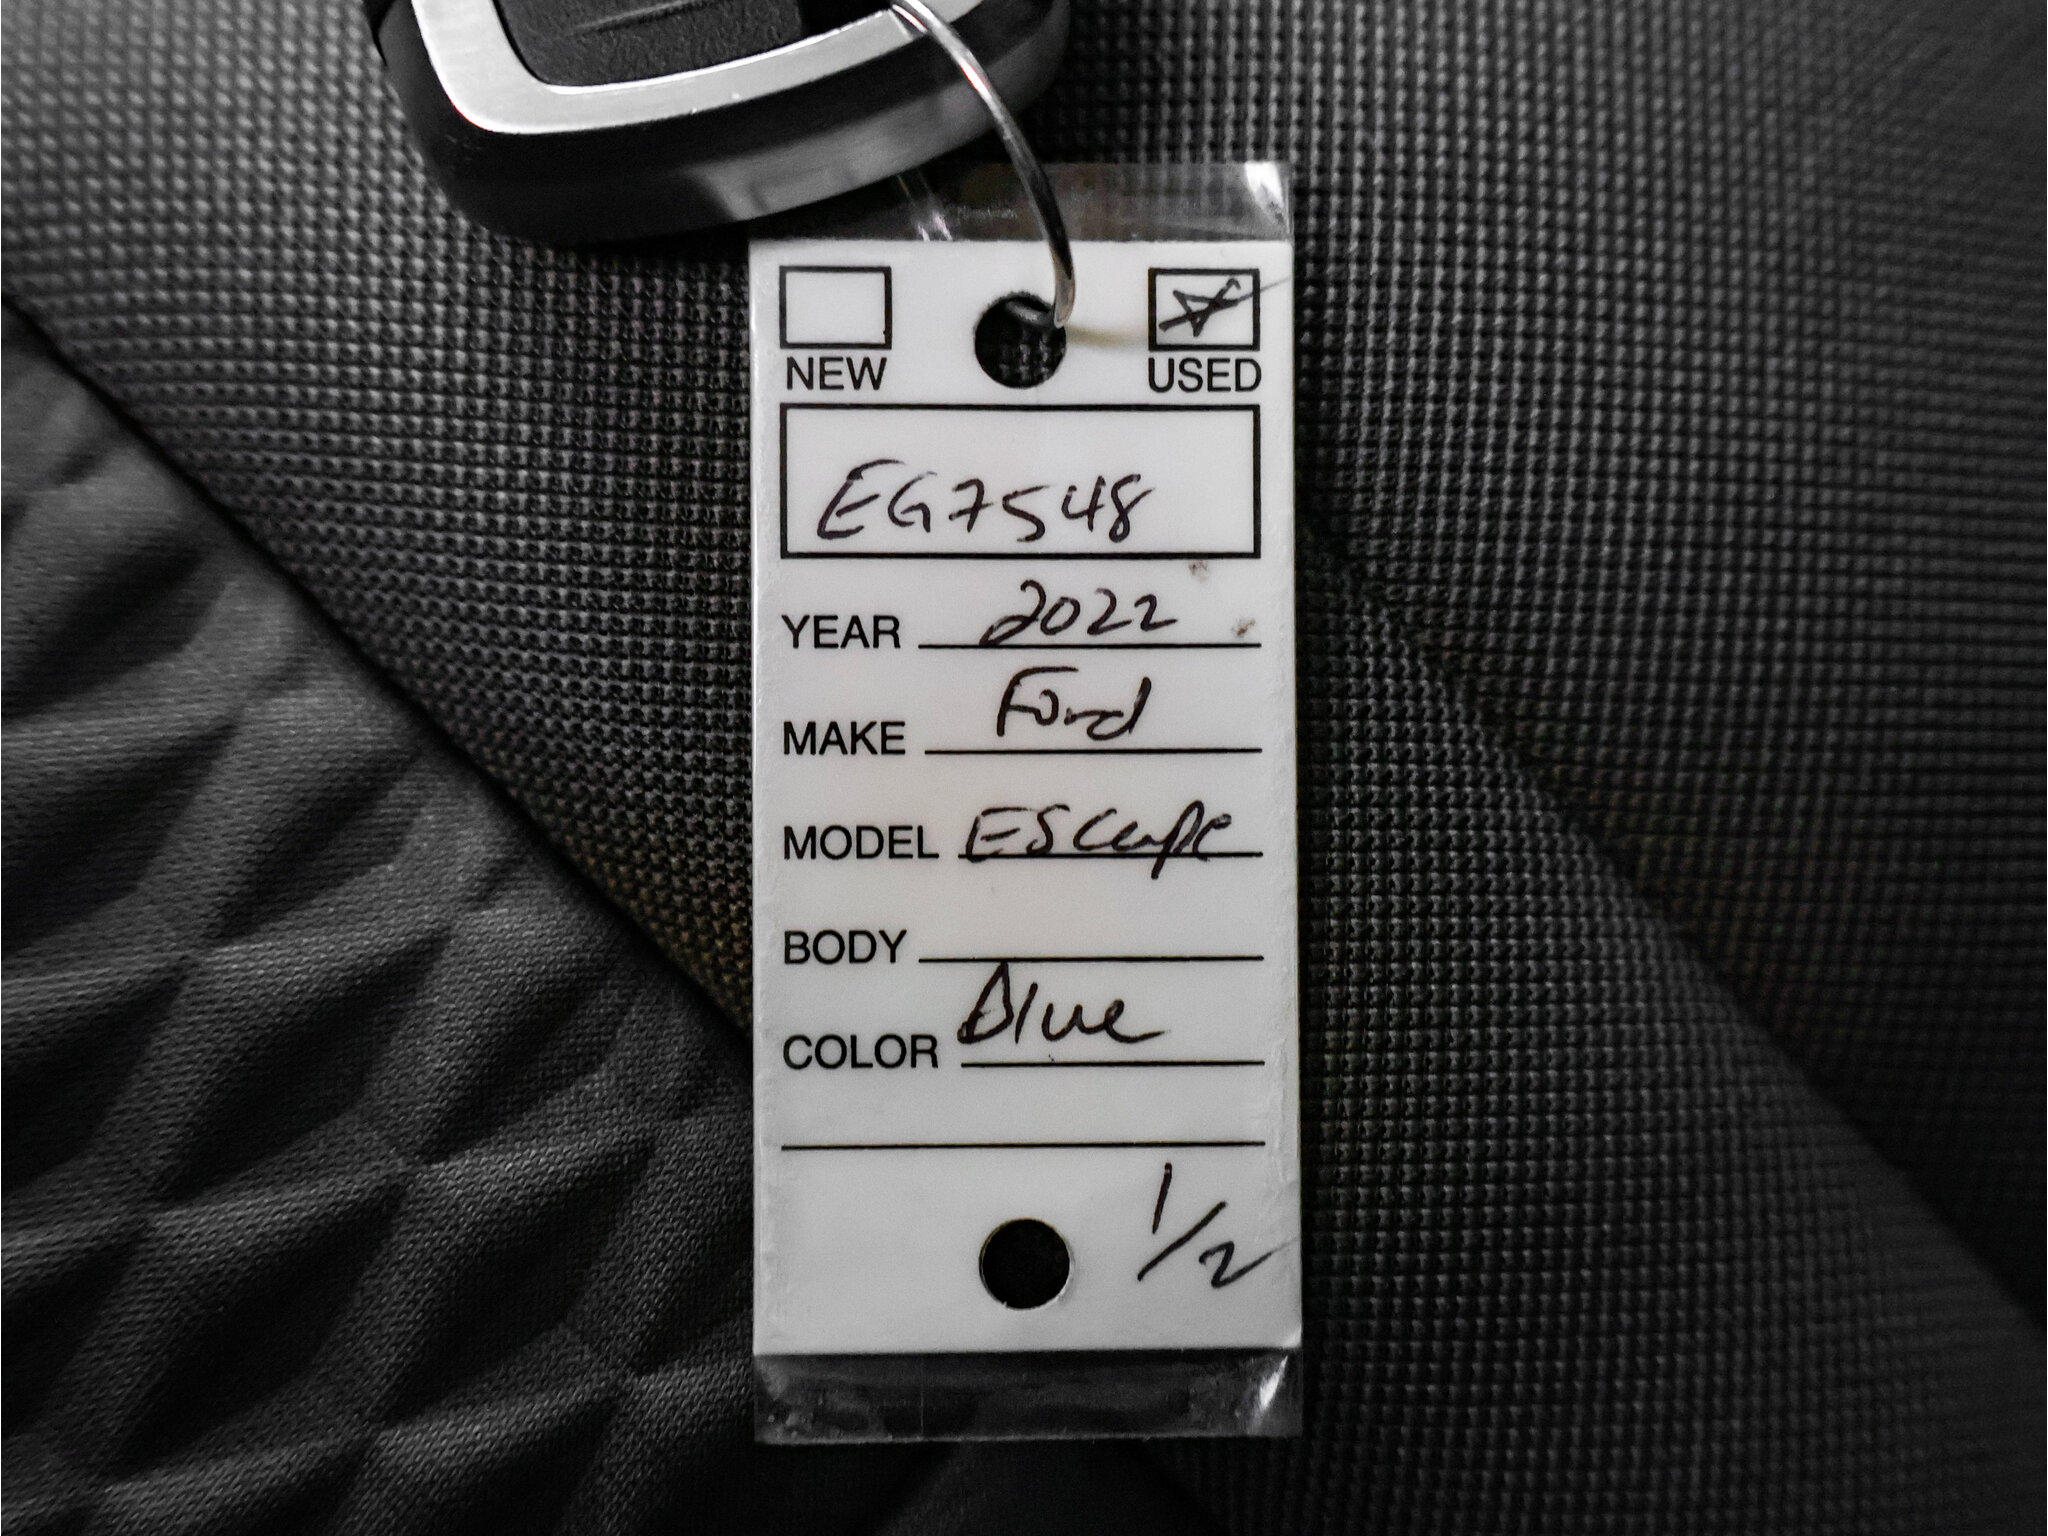 NEW USED
EG7548
YEAR 2022
MAKE Ford
MODEL Escape
BODY
COLOR Blue
1/2